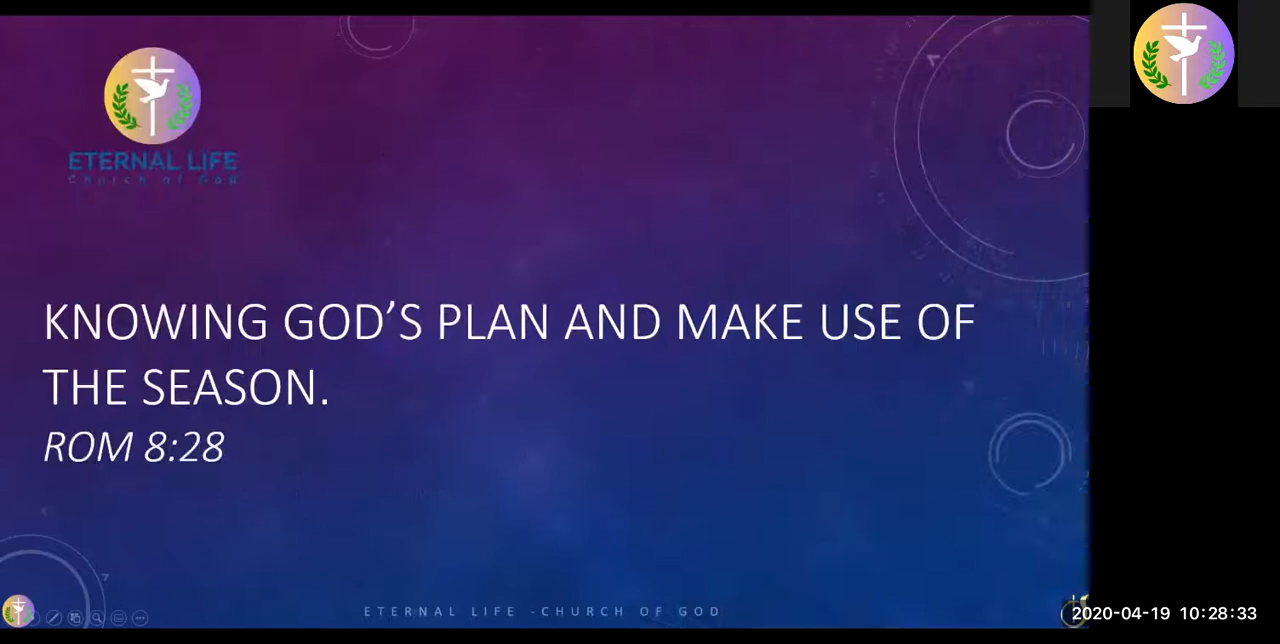 ETERNAL LIFE
Church of God
KNOWING GOD'S PLAN AND MAKE USE OF
THE SEASON.
ROM 8:28
ETERNAL LIFE -CHURCH OF GOD
2020-04-19 10:28:33